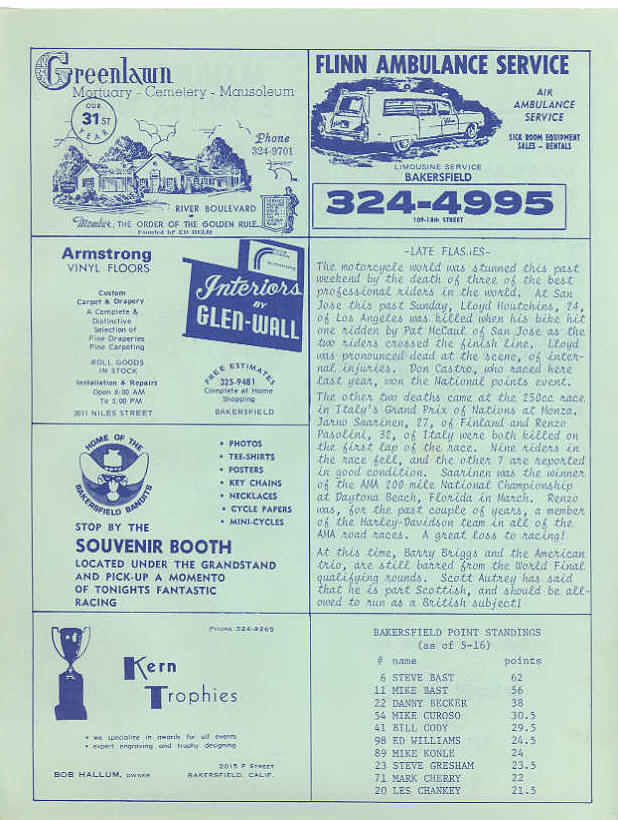 Greenlawn
Mortuary - Cemetery - Mausoleum
OUR
31ST
YEAR
Phone
324-9701
RIVER BOULEVARD
Member, THE ORDER OF THE GOLDEN RULE
Founded by ED HELM
FLINN AMBULANCE SERVICE
AIR
AMBULANCE
SERVICE
SICK ROOM EQUIPMENT
SALES - RENTALS
LIMOUSINE SERVICE
BAKERSFIELD
324-4995
109-18th STREET
Armstrong
VINYL FLOORS
Custom
Carpet & Drapery
A Complete &
Distinctive
Selection of
Fine Draperies
Fine Carpeting
ROLL GOODS
IN STOCK
Installation & Repairs
Open 8:00 AM
To 5:00 PM
2011 NILES STREET
Interiors
BY
GLEN-WALL
FREE ESTIMATES
325-9481
Complete at Home
Shopping
BAKERSFIELD
-LATE FLASHES-
The motorcycle world was stunned this past
weekend by the death of three of the best
professional riders in the world. At San
Jose this past Sunday, Lloyd Houtchins, 24,
of Los Angeles was killed when his bike hit
one ridden by Pat McCaul of San Jose as the
two riders crossed the finish line. Lloyd
was pronounced dead at the scene, of inter-
nal injuries. Don Castro, who raced here
last year, won the National points event.
The other two deaths came at the 250cc race
in Italy's Grand Prix of Nations at Monza.
Jarno Saarinen, 27, of Finland and Renzo
Pasolini, 32, of Italy were both killed on
the first lap of the race. Nine riders in
the race fell, and the other 7 are reported
in good condition. Saarinen was the winner
of the AMA 200 mile National Championship
at Daytona Beach, Florida in March. Renzo
was, for the past couple of years, a member
of the Harley-Davidson team in all of the
AMA road races. A great loss to racing!
At this time, Barry Briggs and the American
trio, are still barred from the World Final
qualifying rounds. Scott Autrey has said
that he is part Scottish, and should be all-
owed to run as a British subject!
HOME OF THE
BAKERSFIELD BANDITS
• PHOTOS
• TEE-SHIRTS
• POSTERS
• KEY CHAINS
• NECKLACES
• CYCLE PAPERS
• MINI-CYCLES
STOP BY THE
SOUVENIR BOOTH
LOCATED UNDER THE GRANDSTAND
AND PICK-UP A MOMENTO
OF TONIGHTS FANTASTIC
RACING
PHONE 324-9265
Kern
Trophies
• we specialize in awards for all events
• expert engraving and trophy designing
BOB HALLUM, OWNER
2015 F STREET
BAKERSFIELD, CALIF.
BAKERSFIELD POINT STANDINGS
(as of 5-16)
# name points
6 STEVE BAST 62
11 MIKE BAST 56
22 DANNY BECKER 38
54 MIKE CUROSO 30.5
41 BILL CODY 29.5
98 ED WILLIAMS 24.5
89 MIKE KONLE 24
23 STEVE GRESHAM 23.5
71 MARK CHERRY 22
20 LES CHANKEY 21.5